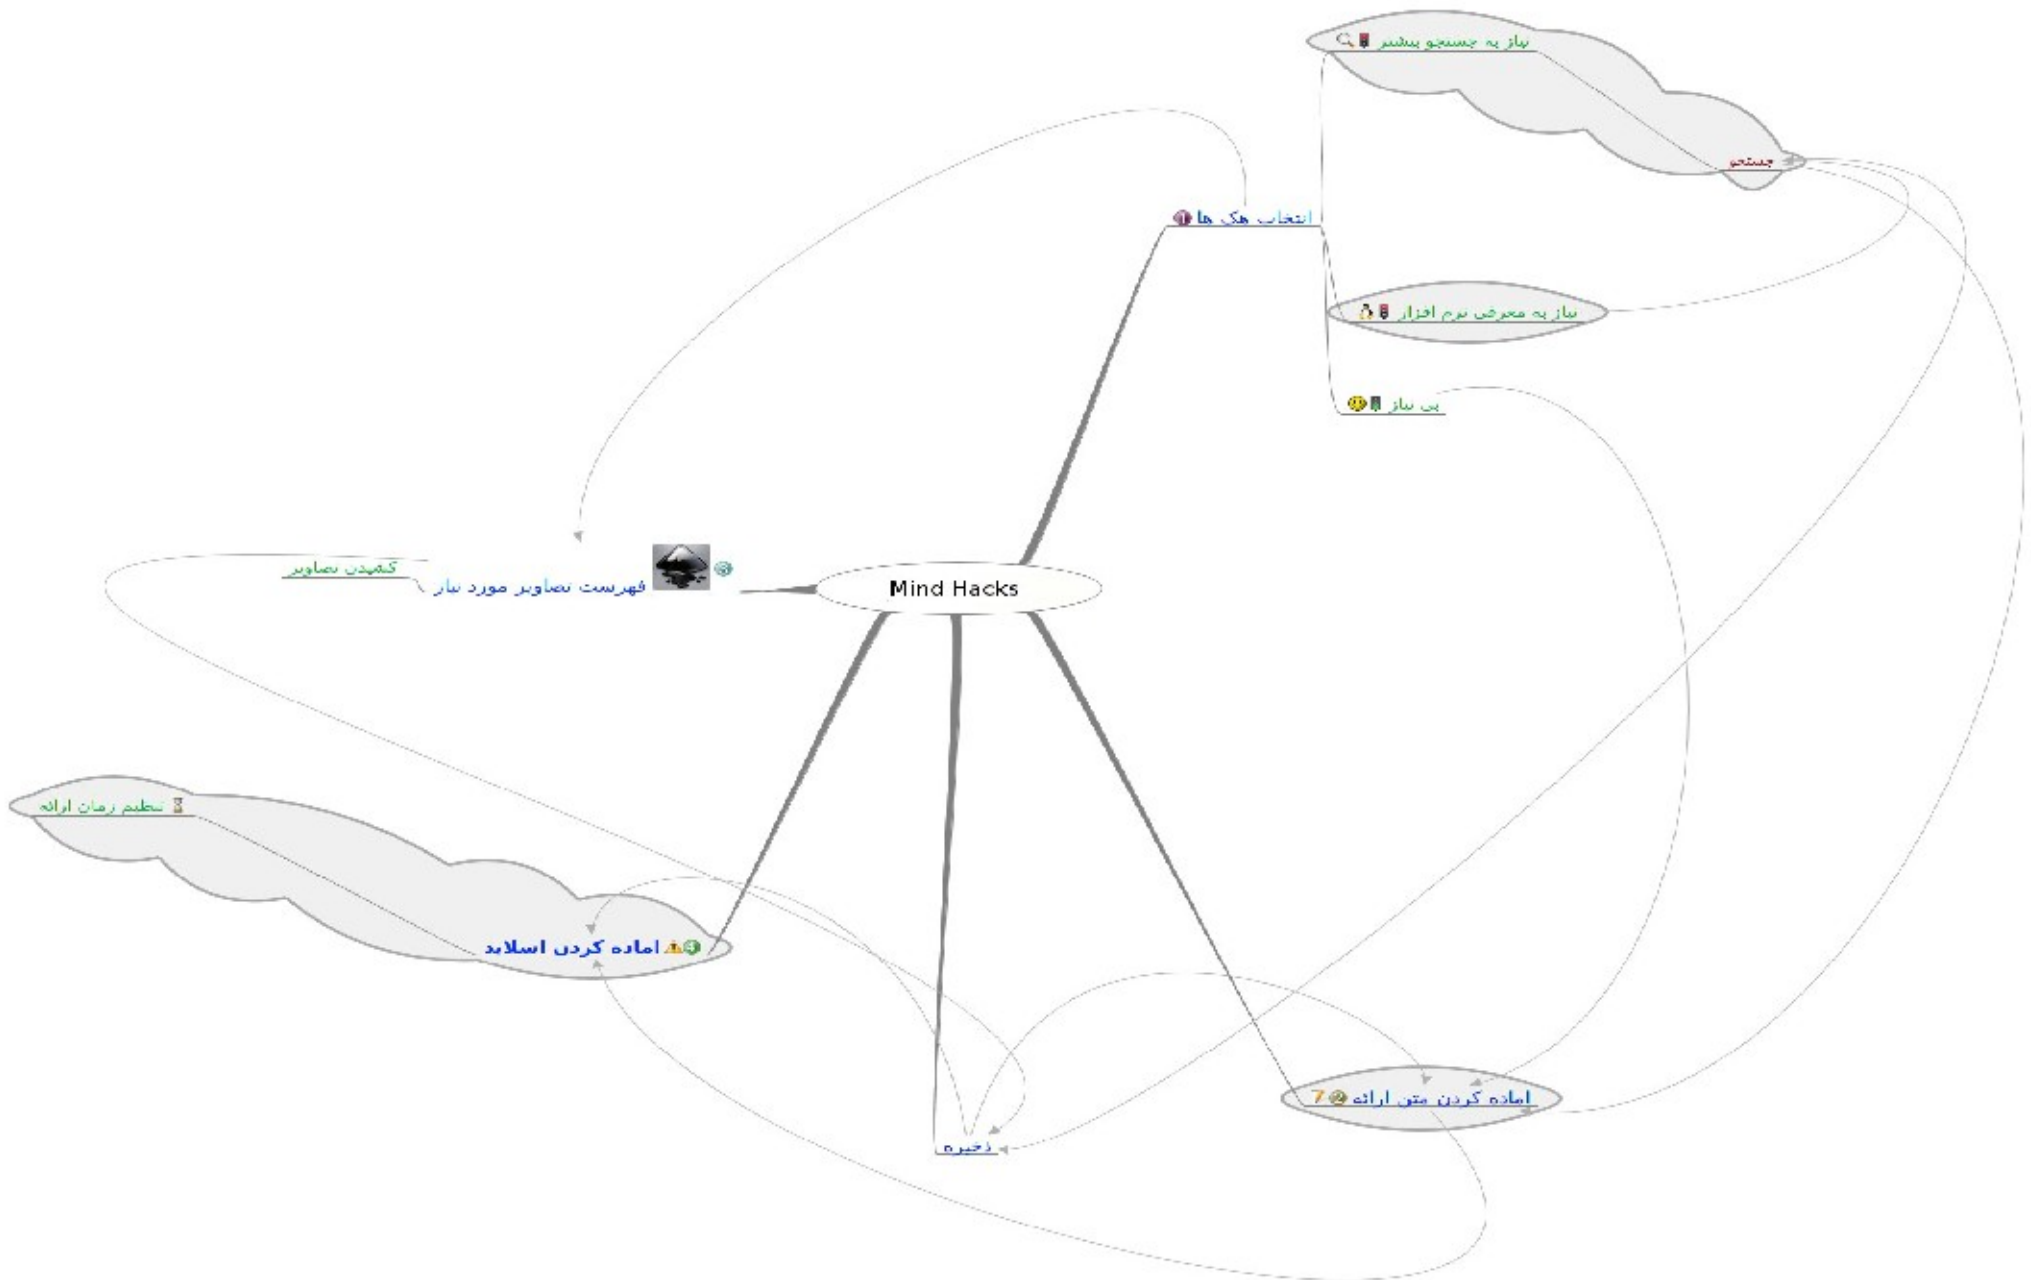 نیاز به جستجو بیشتر
جستجو
انتخاب هک ها
نیاز به معرفی نرم افزار
بی نیاز
کشیدن تصاویر
فهرست تصاویر مورد نیاز
Mind Hacks
تنظیم زمان ارائه
اماده کردن اسلاید
اماده کردن متن ارائه
ذخیره